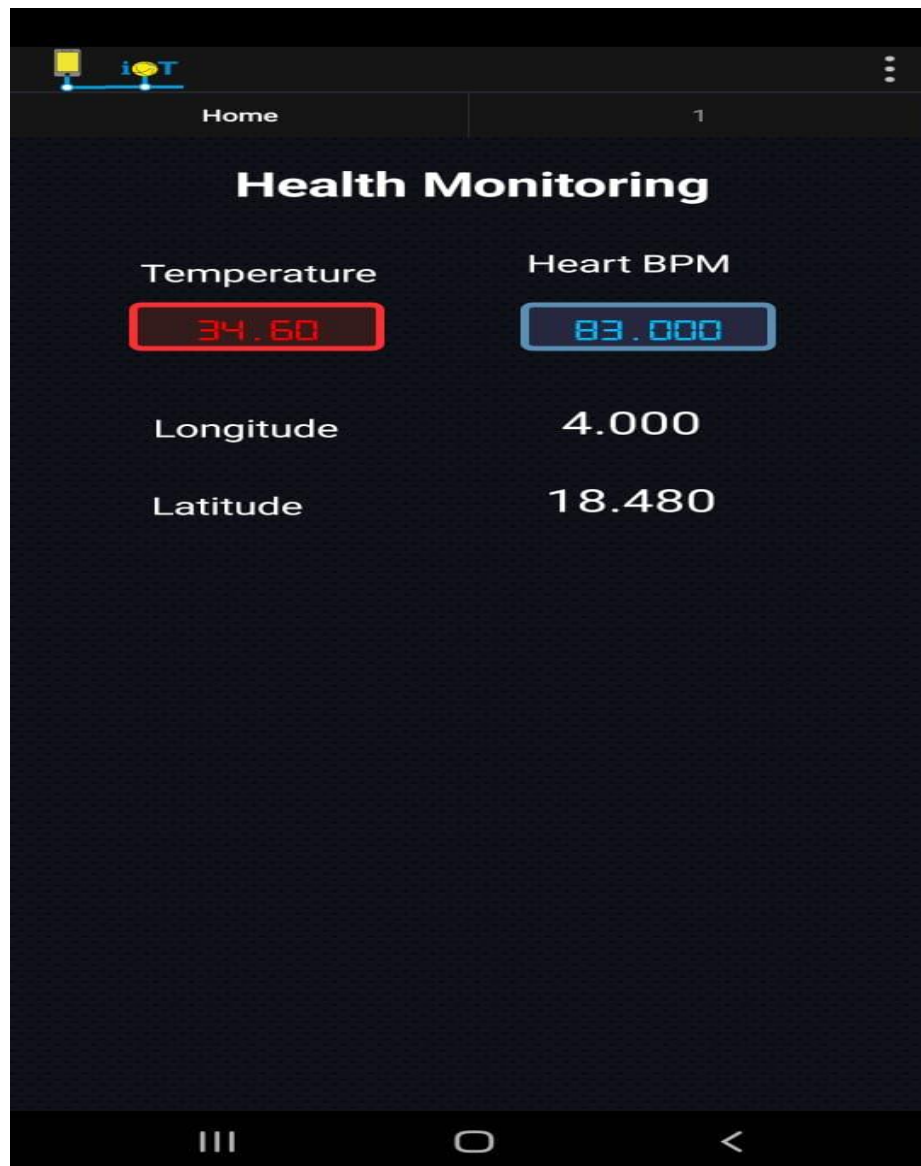 iOT
Home 1
Health Monitoring
Temperature Heart BPM
34.60 83.000
Longitude 4.000
Latitude 18.480